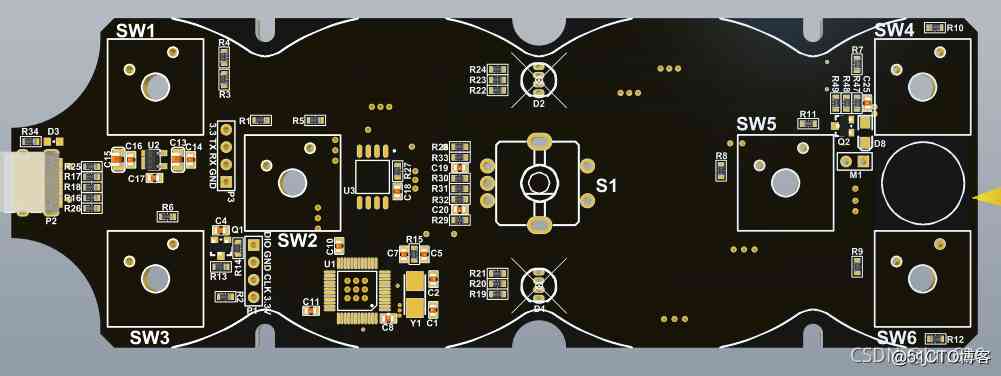 SW1
SW4
R10
R4
R3
R7
R24
R23
R22
D2
R49
R48
R47
C25
R34
D3
R1
R5
SW5
R11
Q2
D8
C15
C16
U2
C13
C14
C17
3.3 TX RX GND
P3
R28
R33
C19
R30
R31
R32
C20
R29
R27
C18
U3
S1
R8
M1
R25
R17
R18
R16
R26
P2
R6
SW2
C4
Q1
R13
R14
DIO GND CLK 3.3V
P1
R2
C10
R15
C7
C5
U1
C2
C1
Y1
C11
C8
R21
R20
R19
D4
R9
SW3
SW6
R12
@51CTO博客